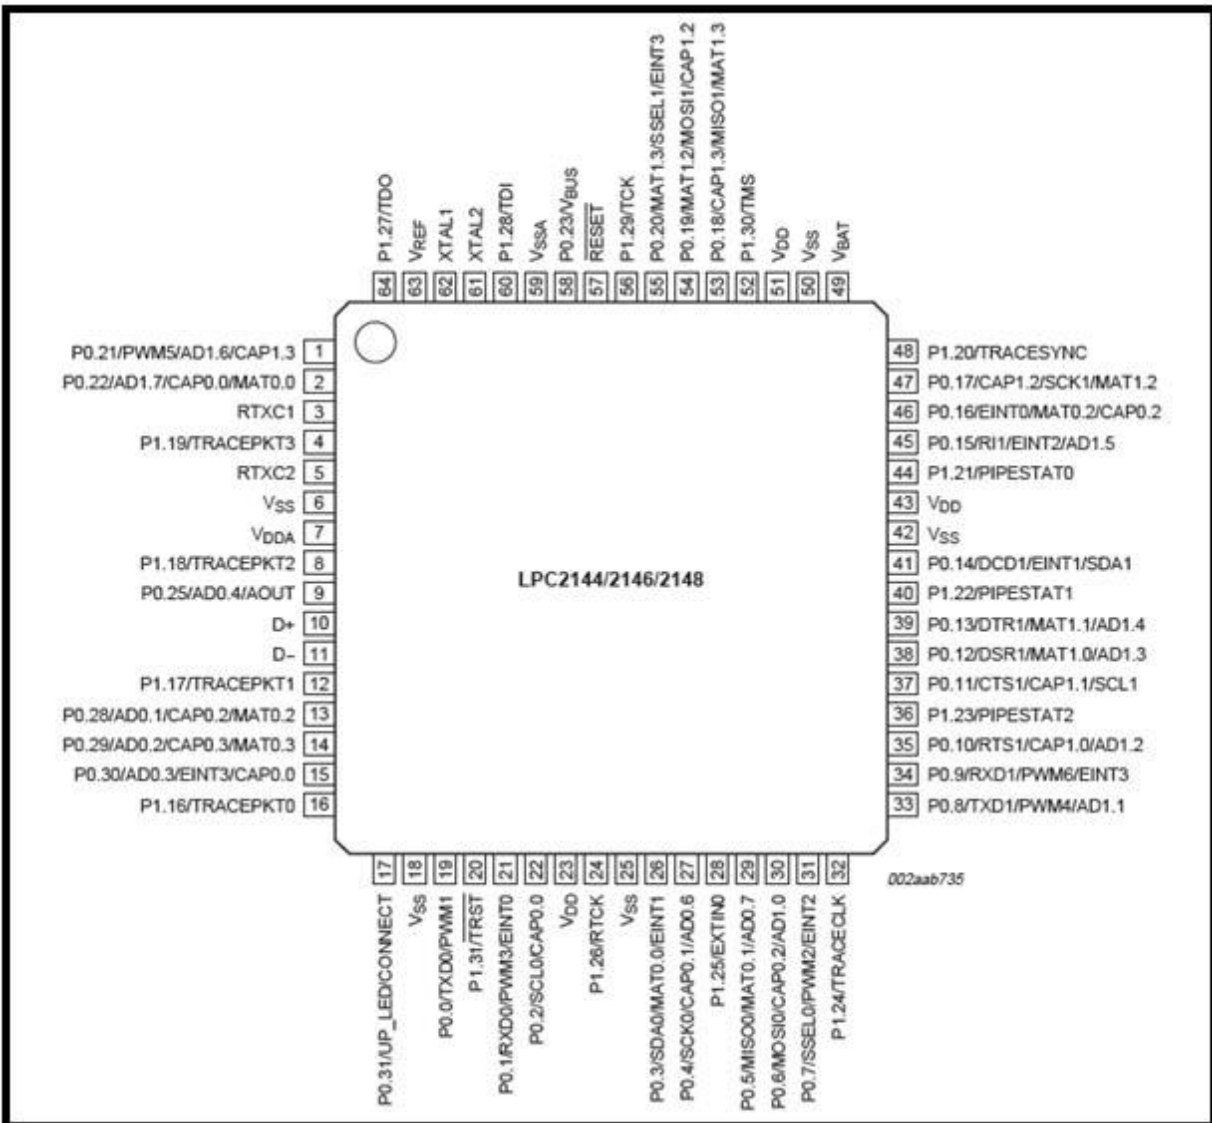 P1.27/TDO
VREF
XTAL1
XTAL2
P1.28/TDI
VSSA
P0.23/VBUS
RESET
P1.29/TCK
P0.20/MAT1.3/SSEL1/EINT3
P0.19/MAT1.2/MOSI1/CAP1.2
P0.18/CAP1.3/MISO1/MAT1.3
P1.30/TMS
VDD
VSS
VBAT
64
63
62
61
60
59
58
57
56
55
54
53
52
51
50
49
P0.21/PWM5/AD1.6/CAP1.3 1
P0.22/AD1.7/CAP0.0/MAT0.0 2
RTXC1 3
P1.19/TRACEPKT3 4
RTXC2 5
VSS 6
VDDA 7
P1.18/TRACEPKT2 8
P0.25/AD0.4/AOUT 9
D+ 10
D− 11
P1.17/TRACEPKT1 12
P0.28/AD0.1/CAP0.2/MAT0.2 13
P0.29/AD0.2/CAP0.3/MAT0.3 14
P0.30/AD0.3/EINT3/CAP0.0 15
P1.16/TRACEPKT0 16
LPC2144/2146/2148
48 P1.20/TRACESYNC
47 P0.17/CAP1.2/SCK1/MAT1.2
46 P0.16/EINT0/MAT0.2/CAP0.2
45 P0.15/RI1/EINT2/AD1.5
44 P1.21/PIPESTAT0
43 VDD
42 VSS
41 P0.14/DCD1/EINT1/SDA1
40 P1.22/PIPESTAT1
39 P0.13/DTR1/MAT1.1/AD1.4
38 P0.12/DSR1/MAT1.0/AD1.3
37 P0.11/CTS1/CAP1.1/SCL1
36 P1.23/PIPESTAT2
35 P0.10/RTS1/CAP1.0/AD1.2
34 P0.9/RXD1/PWM6/EINT3
33 P0.8/TXD1/PWM4/AD1.1
17
18
19
20
21
22
23
24
25
26
27
28
29
30
31
32
P0.31/UP_LED/CONNECT
VSS
P0.0/TXD0/PWM1
P1.31/TRST
P0.1/RXD0/PWM3/EINT0
P0.2/SCL0/CAP0.0
VDD
P1.26/RTCK
VSS
P0.3/SDA0/MAT0.0/EINT1
P0.4/SCK0/CAP0.1/AD0.6
P1.25/EXTIN0
P0.5/MISO0/MAT0.1/AD0.7
P0.6/MOSI0/CAP0.2/AD1.0
P0.7/SSEL0/PWM2/EINT2
P1.24/TRACECLK
002aab735